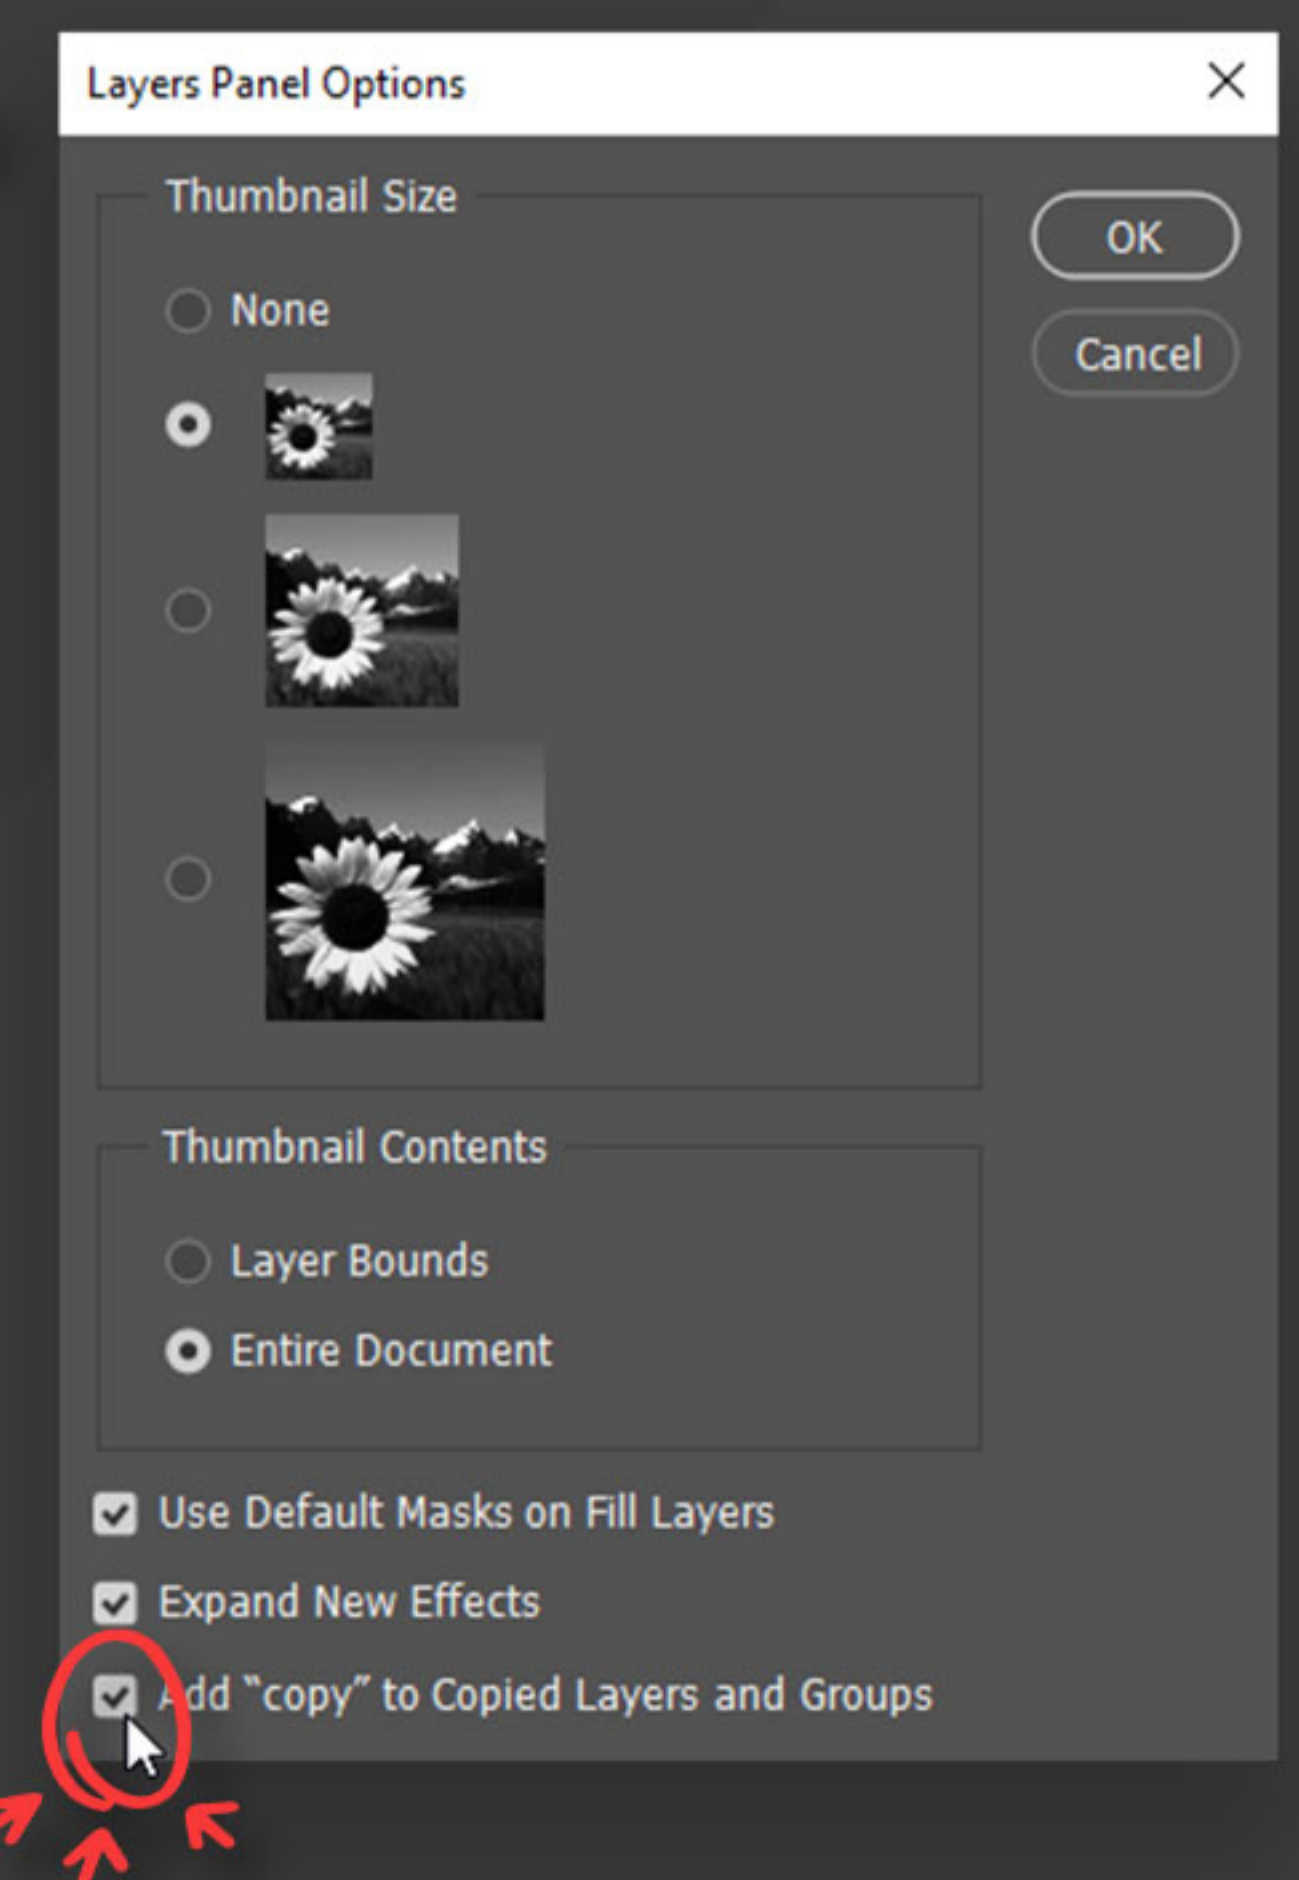 Layers Panel Options
Thumbnail Size
OK
None
Cancel
Thumbnail Contents
Layer Bounds
Entire Document
Use Default Masks on Fill Layers
Expand New Effects
Add “copy” to Copied Layers and Groups